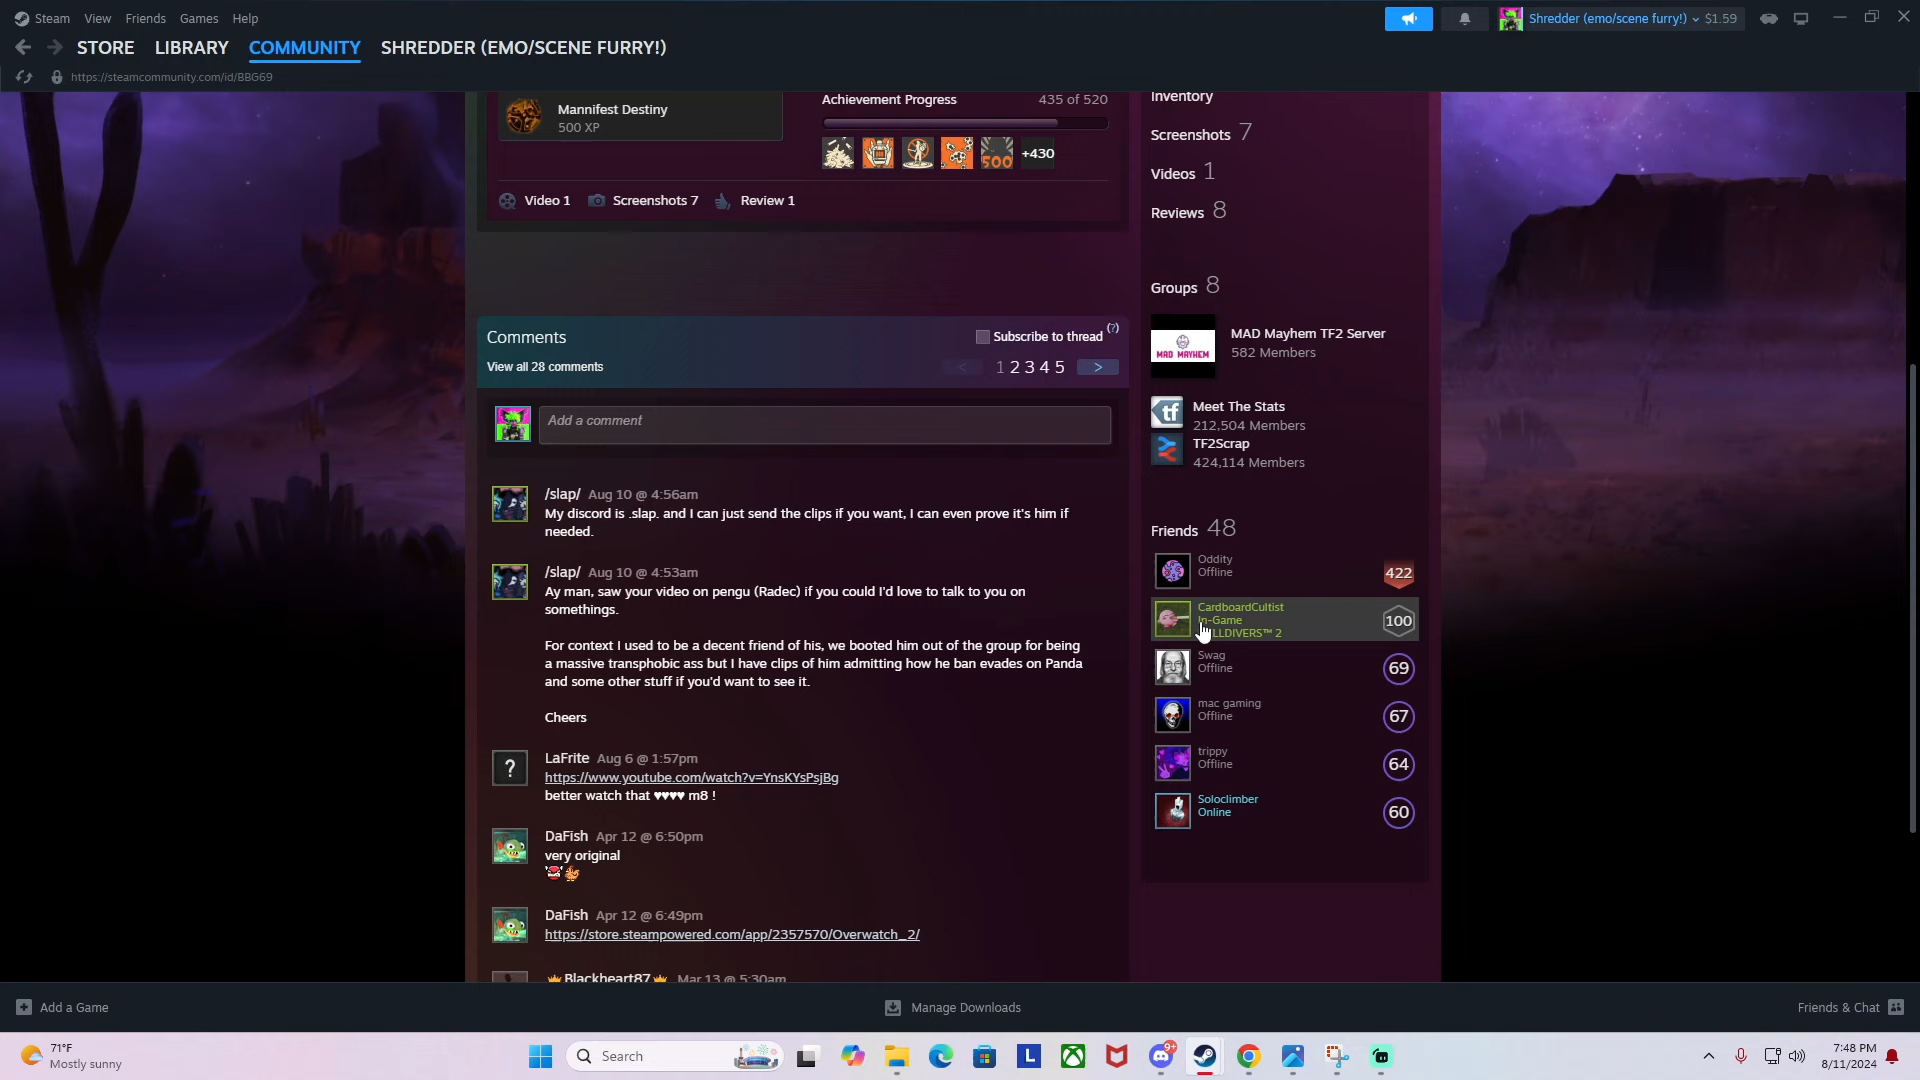 Steam View Friends Games Help
Shredder (emo/scene furry!) $1.59
STORE LIBRARY COMMUNITY SHREDDER (EMO/SCENE FURRY!)
https://steamcommunity.com/id/BBG69
Mannifest Destiny
500 XP
Achievement Progress 435 of 520
500
+430
Video 1 Screenshots 7 Review 1
Comments
Subscribe to thread (?)
View all 28 comments
< 1 2 3 4 5 >
Add a comment
/slap/ Aug 10 @ 4:56am
My discord is .slap. and I can just send the clips if you want, I can even prove it's him if
needed.
/slap/ Aug 10 @ 4:53am
Ay man, saw your video on pengu (Radec) if you could I'd love to talk to you on
somethings.
For context I used to be a decent friend of his, we booted him out of the group for being
a massive transphobic ass but I have clips of him admitting how he ban evades on Panda
and some other stuff if you'd want to see it.
Cheers
?
LaFrite Aug 6 @ 1:57pm
https://www.youtube.com/watch?v=YnsKYsPsjBg
better watch that ♥♥♥♥ m8 !
DaFish Apr 12 @ 6:50pm
very original
DaFish Apr 12 @ 6:49pm
https://store.steampowered.com/app/2357570/Overwatch_2/
Blackheart87 Mar 13 @ 5:30am
Inventory
Screenshots 7
Videos 1
Reviews 8
Groups 8
MAD MAYHEM
MAD Mayhem TF2 Server
582 Members
tf
Meet The Stats
212,504 Members
TF2Scrap
424,114 Members
Friends 48
Oddity
Offline
422
CardboardCultist
In-Game
LLDIVERS™ 2
100
Swag
Offline
69
mac gaming
Offline
67
trippy
Offline
64
Soloclimber
Online
60
Add a Game
Manage Downloads
Friends & Chat
71°F
Mostly sunny
Search
L
9+
7:48 PM
8/11/2024